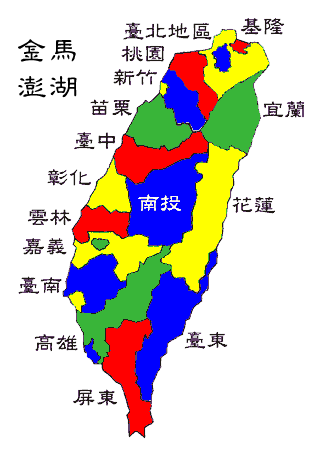 臺北地區
基隆
金馬
澎湖
桃園
新竹
宜蘭
苗栗
臺中
彰化
南投
花蓮
雲林
嘉義
臺南
高雄
臺東
屏東